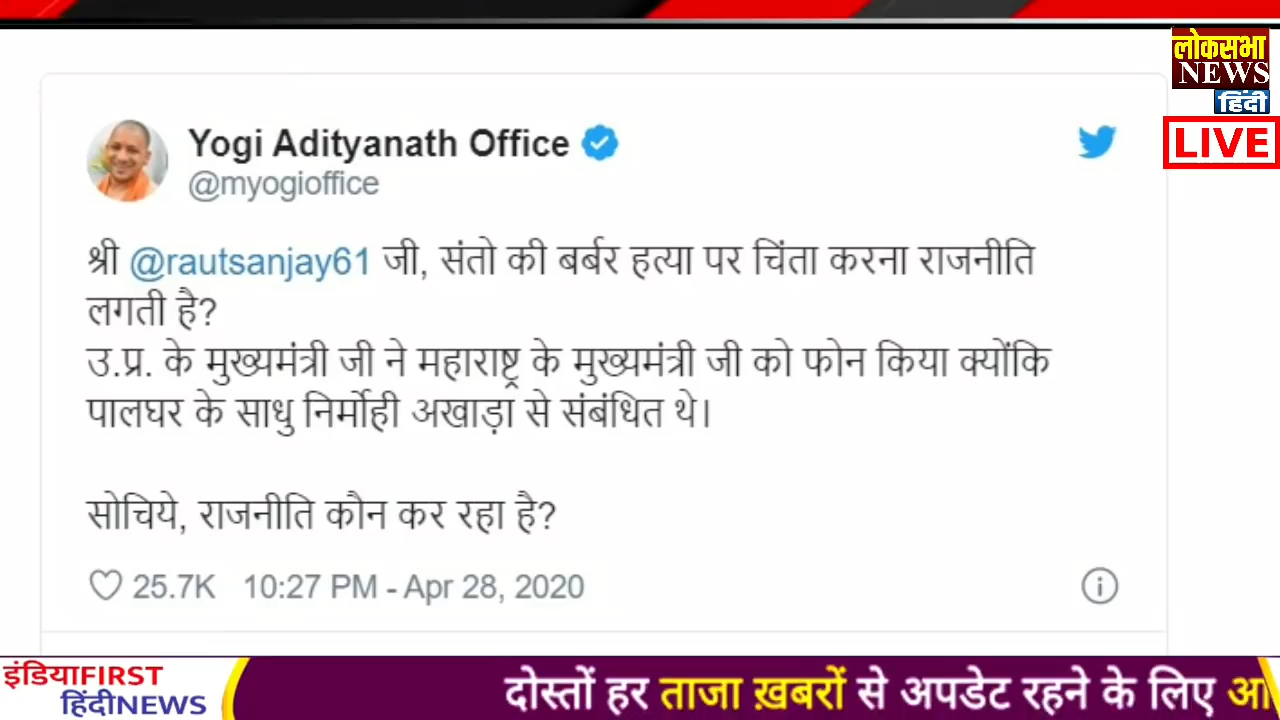 लोकसभा
NEWS
हिंदी
LIVE
Yogi Adityanath Office
@myogioffice
श्री @rautsanjay61 जी, संतो की बर्बर हत्या पर चिंता करना राजनीति
लगती है?
उ.प्र. के मुख्यमंत्री जी ने महाराष्ट्र के मुख्यमंत्री जी को फोन किया क्योंकि
पालघर के साधु निर्मोही अखाड़ा से संबंधित थे।
सोचिये, राजनीति कौन कर रहा है?
25.7K 10:27 PM - Apr 28, 2020
इंडियाFIRST
हिंदीNEWS
दोस्तों हर ताजा ख़बरों से अपडेट रहने के लिए आ